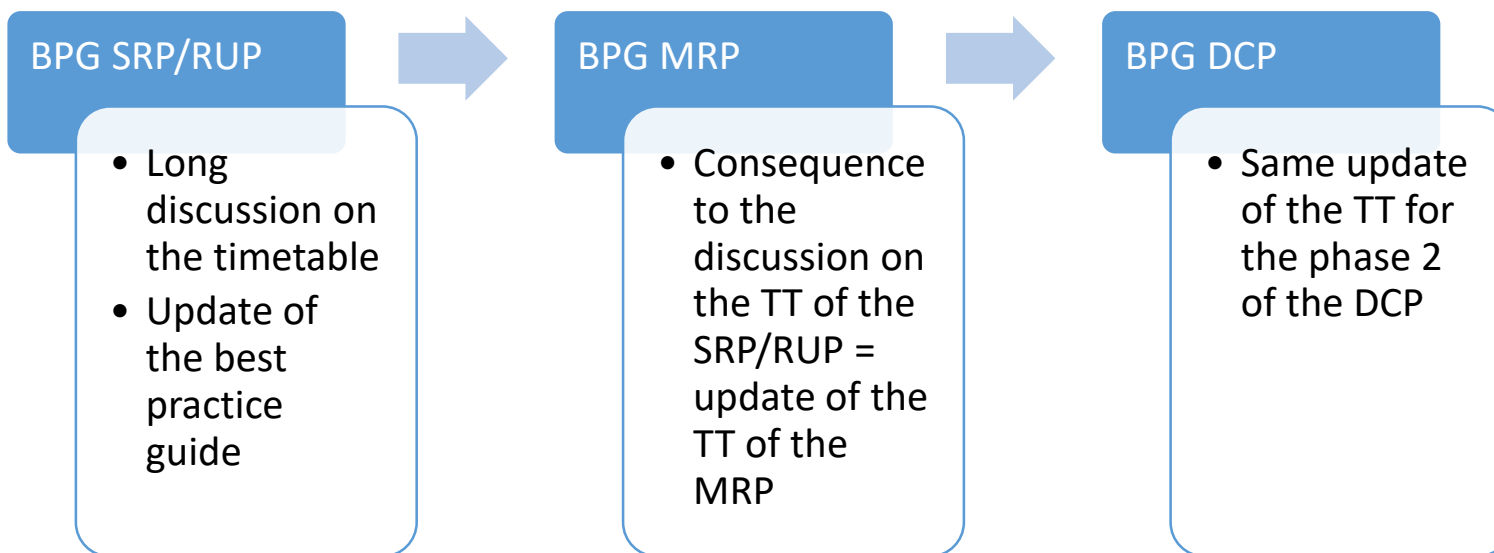 BPG SRP/RUP
• Long
discussion on
the timetable
• Update of
the best
practice
guide
BPG MRP
• Consequence
to the
discussion on
the TT of the
SRP/RUP =
update of the
TT of the
MRP
BPG DCP
• Same update
of the TT for
the phase 2
of the DCP